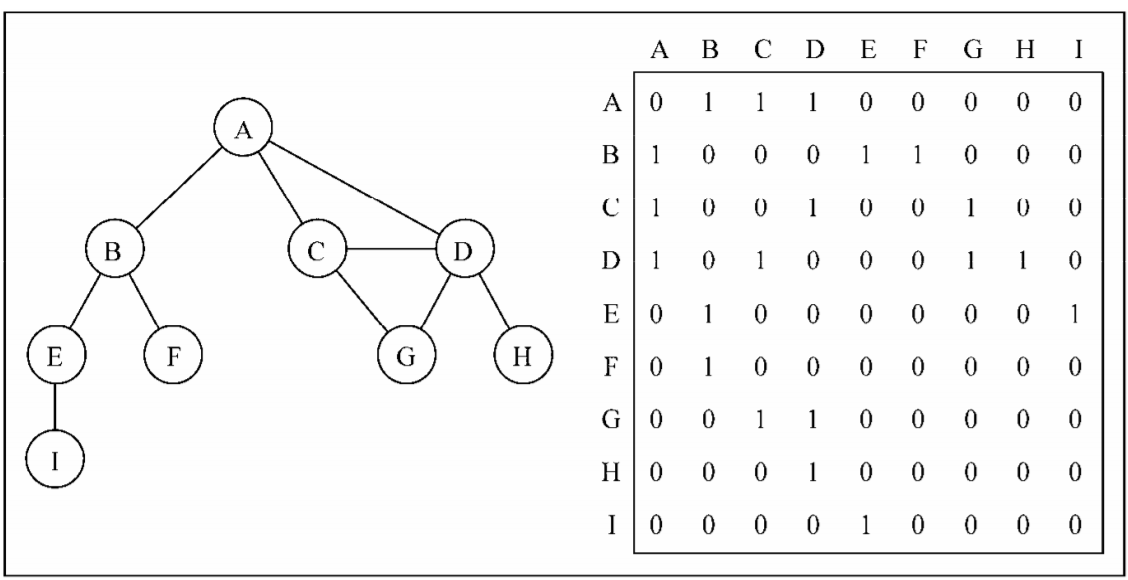 A
B
C
D
E
F
G
H
I
A B C D E F G H I
A 0 1 1 1 0 0 0 0 0
B 1 0 0 0 1 1 0 0 0
C 1 0 0 1 0 0 1 0 0
D 1 0 1 0 0 0 1 1 0
E 0 1 0 0 0 0 0 0 1
F 0 1 0 0 0 0 0 0 0
G 0 0 1 1 0 0 0 0 0
H 0 0 0 1 0 0 0 0 0
I 0 0 0 0 1 0 0 0 0